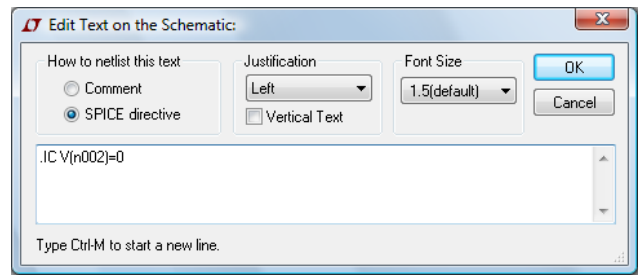 Edit Text on the Schematic:
How to netlist this text
Comment
SPICE directive
Justification
Left
Vertical Text
Font Size
1.5(default)
OK
Cancel
.IC V(n002)=0
Type Ctrl-M to start a new line.